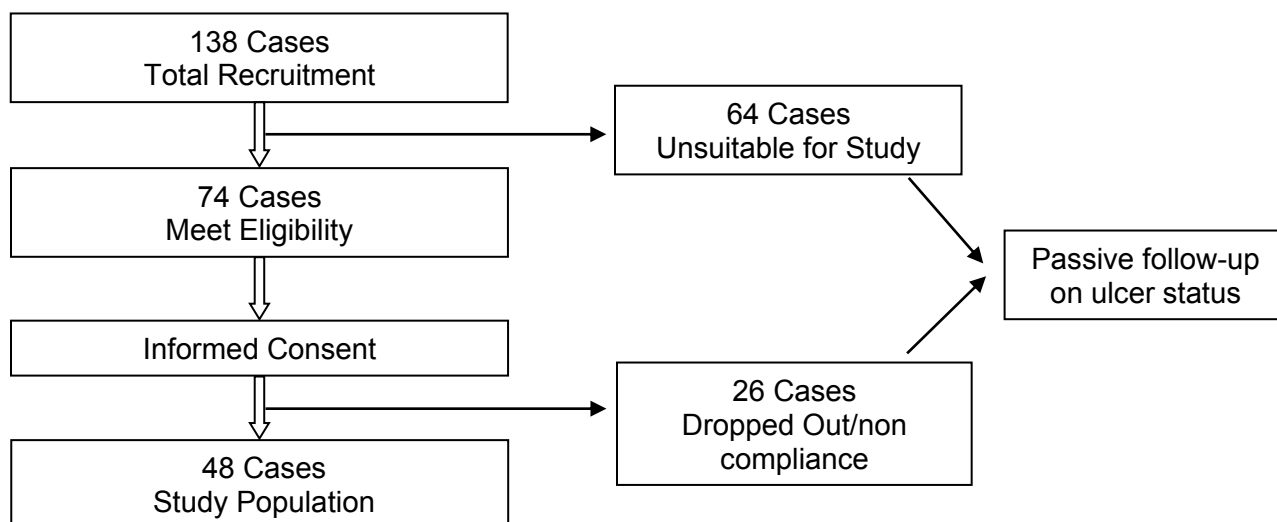 138 Cases
Total Recruitment
64 Cases
Unsuitable for Study
74 Cases
Meet Eligibility
Passive follow-up
on ulcer status
Informed Consent
26 Cases
Dropped Out/non
compliance
48 Cases
Study Population